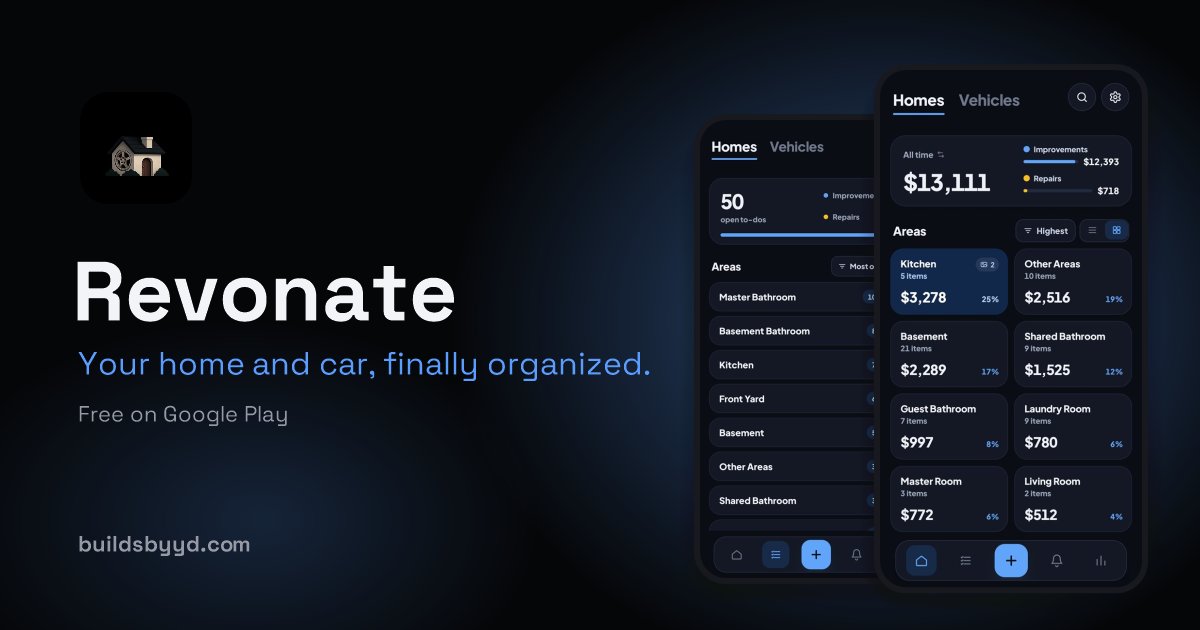 Revonate
Your home and car, finally organized.
Free on Google Play
buildsbyyd.com
Homes Vehicles
50
open to-dos
Repairs
Areas
Master Bathroom
Basement Bathroom
Kitchen
Front Yard
Basement
Other Areas
Shared Bathroom
Homes Vehicles
All time
$13,111
Improvements
$12,393
Repairs
$718
Areas
Highest
Kitchen
2
5 items
$3,278 25%
Other Areas
10 items
$2,516 19%
Basement
21 items
$2,289 17%
Shared Bathroom
9 items
$1,525 12%
Guest Bathroom
7 items
$997 8%
Laundry Room
9 items
$780 6%
Master Room
3 items
$772 6%
Living Room
2 items
$512 4%